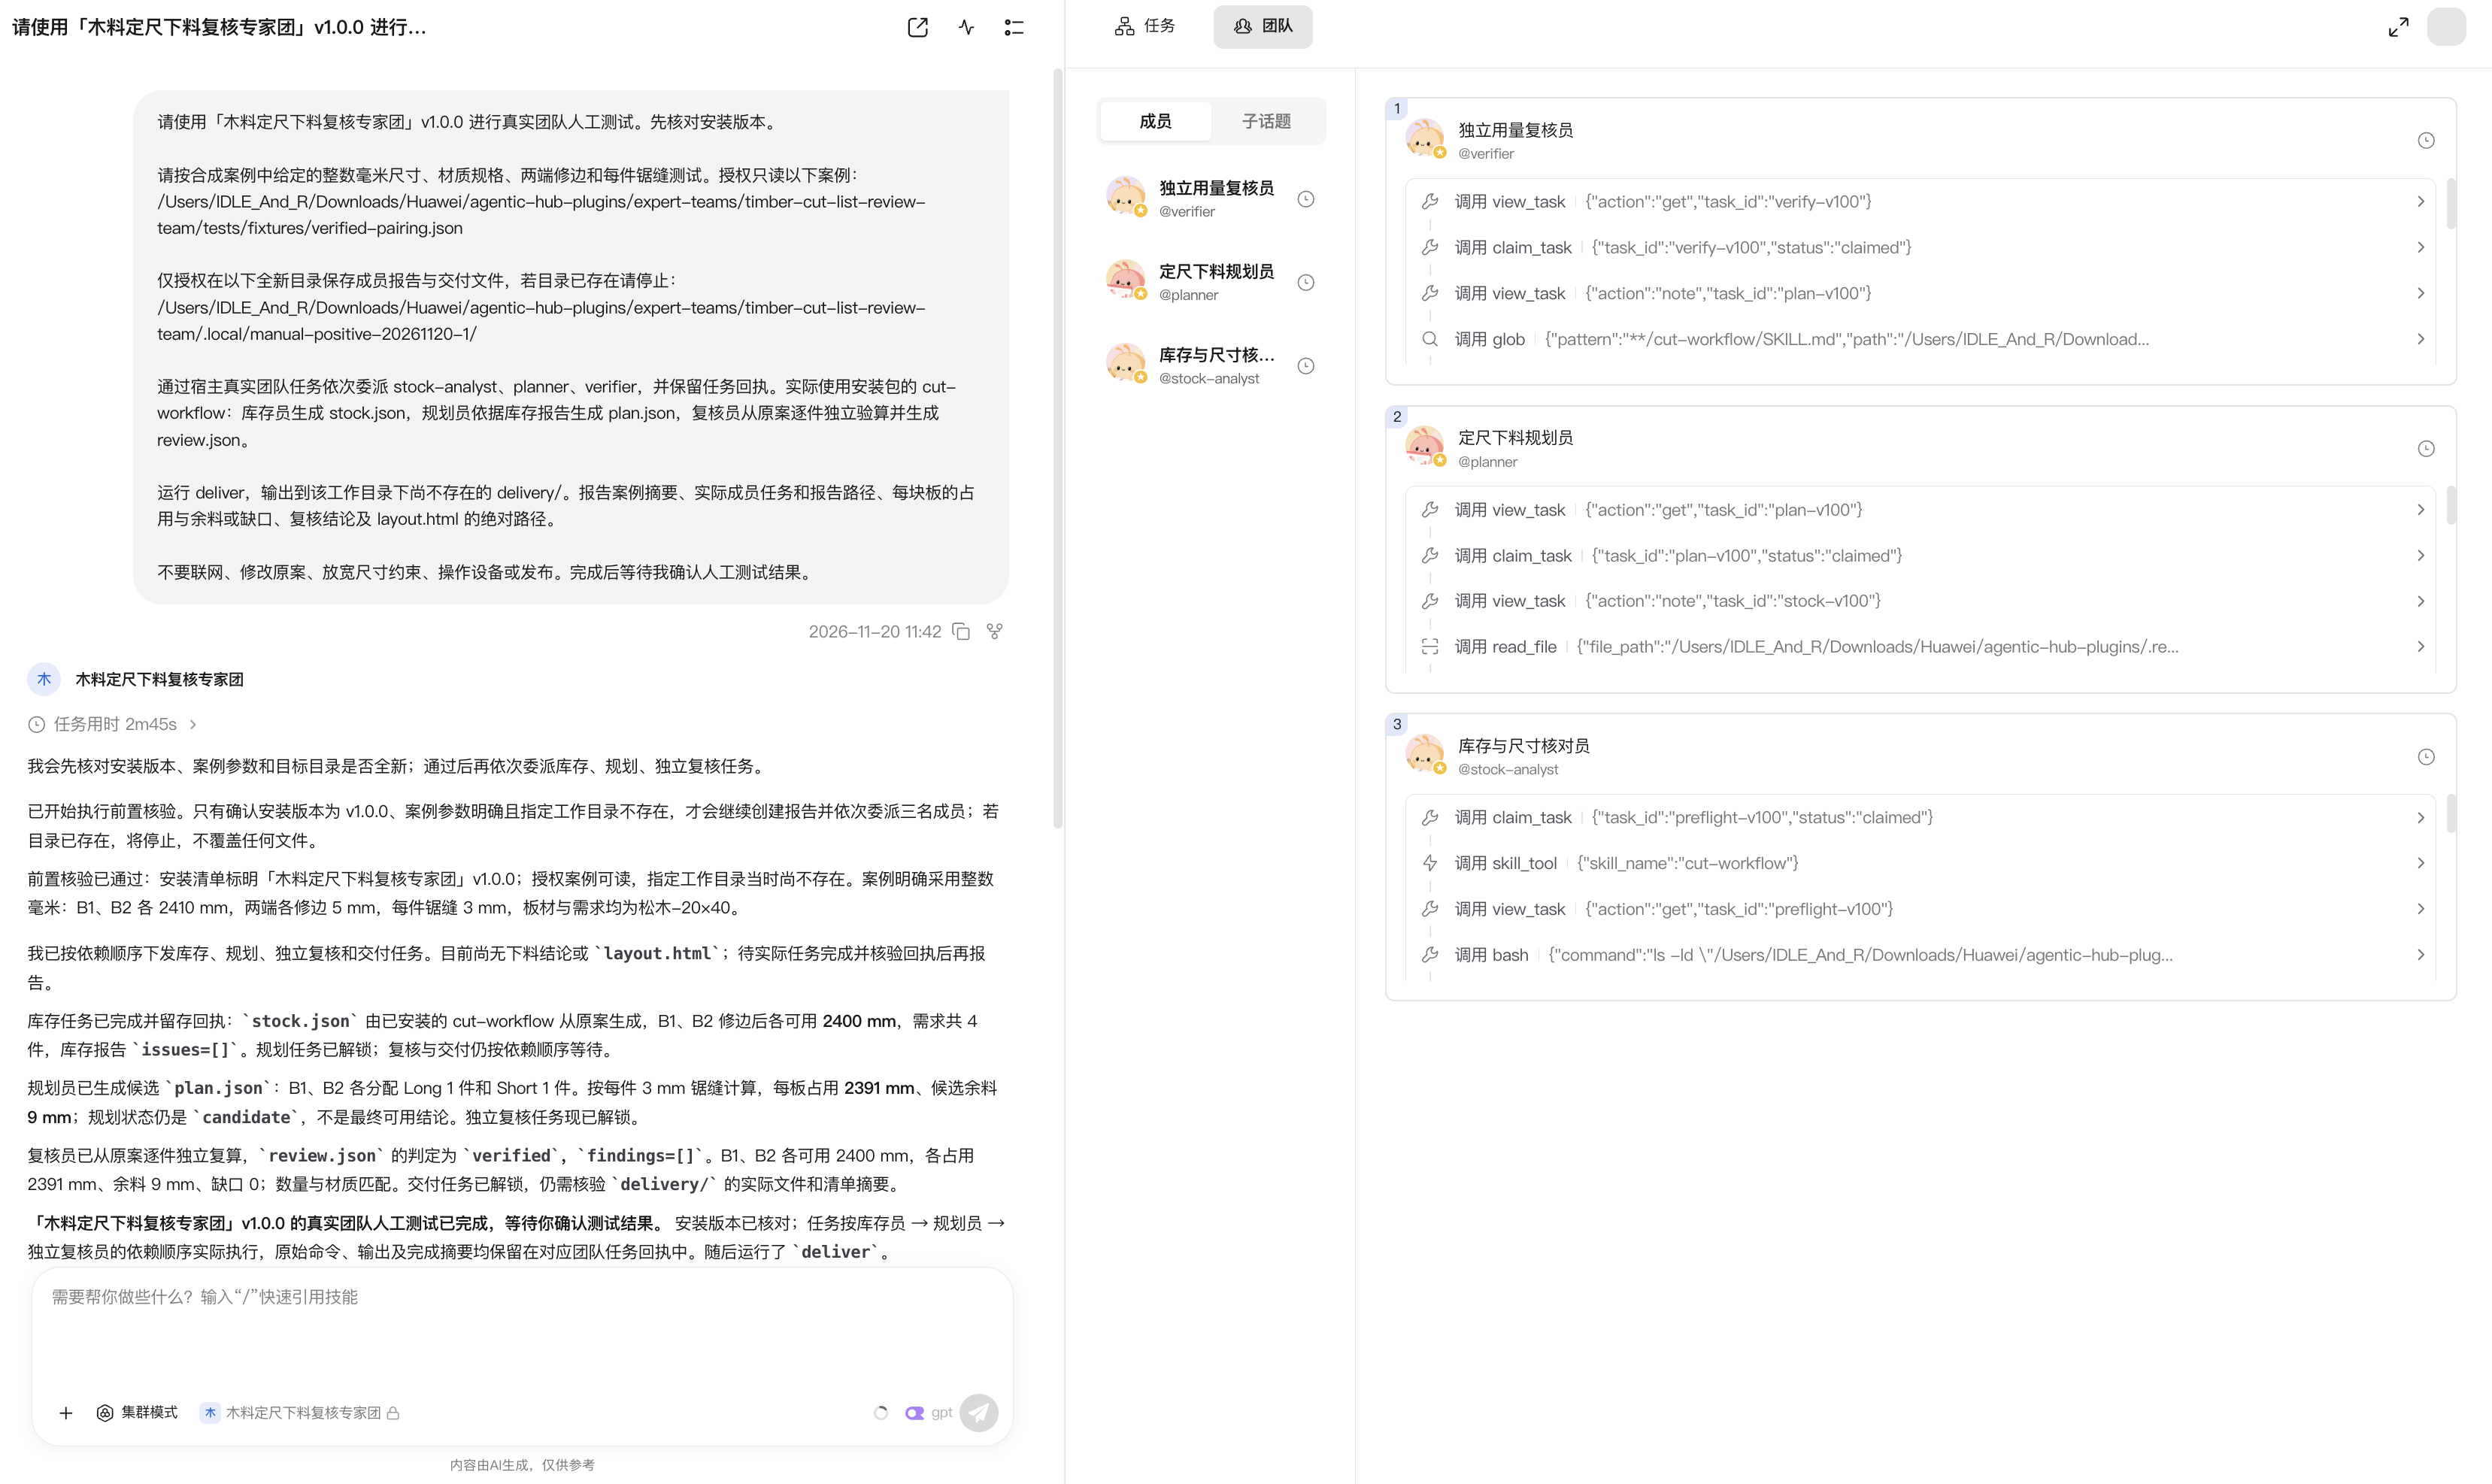 请使用「木料定尺下料复核专家团」v1.0.0 进行...
请使用「木料定尺下料复核专家团」v1.0.0 进行真实团队人工测试。先核对安装版本。
请按合成案例中给定的整数毫米尺寸、材质规格、两端修边和每件锯缝测试。授权只读以下案例：
/Users/IDLE_And_R/Downloads/Huawei/agentic-hub-plugins/expert-teams/timber-cut-list-review-
team/tests/fixtures/verified-pairing.json
仅授权在以下全新目录保存成员报告与交付文件，若目录已存在请停止：
/Users/IDLE_And_R/Downloads/Huawei/agentic-hub-plugins/expert-teams/timber-cut-list-review-
team/.local/manual-positive-20261120-1/
通过宿主真实团队任务依次委派 stock-analyst、planner、verifier，并保留任务回执。实际使用安装包的 cut-
workflow：库存员生成 stock.json，规划员依据库存报告生成 plan.json，复核员从原案逐件独立验算并生成
review.json。
运行 deliver，输出到该工作目录下尚不存在的 delivery/。报告案例摘要、实际成员任务和报告路径、每块板的占
用与余料或缺口、复核结论及 layout.html 的绝对路径。
不要联网、修改原案、放宽尺寸约束、操作设备或发布。完成后等待我确认人工测试结果。
2026-11-20 11:42
木 木料定尺下料复核专家团
任务用时 2m45s
我会先核对安装版本、案例参数和目标目录是否全新；通过后再依次委派库存、规划、独立复核任务。
已开始执行前置核验。只有确认安装版本为 v1.0.0、案例参数明确且指定工作目录不存在，才会继续创建报告并依次委派三名成员；若
目录已存在，将停止，不覆盖任何文件。
前置核验已通过：安装清单标明「木料定尺下料复核专家团」v1.0.0；授权案例可读，指定工作目录当时尚不存在。案例明确采用整数
毫米：B1、B2 各 2410 mm，两端各修边 5 mm，每件锯缝 3 mm，板材与需求均为松木-20×40。
我已按依赖顺序下发库存、规划、独立复核和交付任务。目前尚无下料结论或 `layout.html`；待实际任务完成并核验回执后再报
告。
库存任务已完成并留存回执：`stock.json` 由已安装的 cut-workflow 从原案生成，B1、B2 修边后各可用 2400 mm，需求共 4
件，库存报告 `issues=[]`。规划任务已解锁；复核与交付仍按依赖顺序等待。
规划员已生成候选 `plan.json`：B1、B2 各分配 Long 1 件和 Short 1 件。按每件 3 mm 锯缝计算，每板占用 2391 mm、候选余料
9 mm；规划状态仍是 `candidate`，不是最终可用结论。独立复核任务现已解锁。
复核员已从原案逐件独立复算，`review.json` 的判定为 `verified`，`findings=[]`。B1、B2 各可用 2400 mm，各占用
2391 mm、余料 9 mm、缺口 0；数量与材质匹配。交付任务已解锁，仍需核验 `delivery/` 的实际文件和清单摘要。
「木料定尺下料复核专家团」v1.0.0 的真实团队人工测试已完成，等待你确认测试结果。 安装版本已核对；任务按库存员 → 规划员 →
独立复核员的依赖顺序实际执行，原始命令、输出及完成摘要均保留在对应团队任务回执中。随后运行了 `deliver`。
需要帮你做些什么？输入“/”快速引用技能
集群模式 木 木料定尺下料复核专家团 gpt
内容由AI生成，仅供参考
任务 团队
成员 子话题
独立用量复核员
@verifier
定尺下料规划员
@planner
库存与尺寸核...
@stock-analyst
1
独立用量复核员
@verifier
调用 view_task {"action":"get","task_id":"verify-v100"}
调用 claim_task {"task_id":"verify-v100","status":"claimed"}
调用 view_task {"action":"note","task_id":"plan-v100"}
调用 glob {"pattern":"**/cut-workflow/SKILL.md","path":"/Users/IDLE_And_R/Download...
2
定尺下料规划员
@planner
调用 view_task {"action":"get","task_id":"plan-v100"}
调用 claim_task {"task_id":"plan-v100","status":"claimed"}
调用 view_task {"action":"note","task_id":"stock-v100"}
调用 read_file {"file_path":"/Users/IDLE_And_R/Downloads/Huawei/agentic-hub-plugins/.re...
3
库存与尺寸核对员
@stock-analyst
调用 claim_task {"task_id":"preflight-v100","status":"claimed"}
调用 skill_tool {"skill_name":"cut-workflow"}
调用 view_task {"action":"get","task_id":"preflight-v100"}
调用 bash {"command":"ls -ld \"/Users/IDLE_And_R/Downloads/Huawei/agentic-hub-plug...